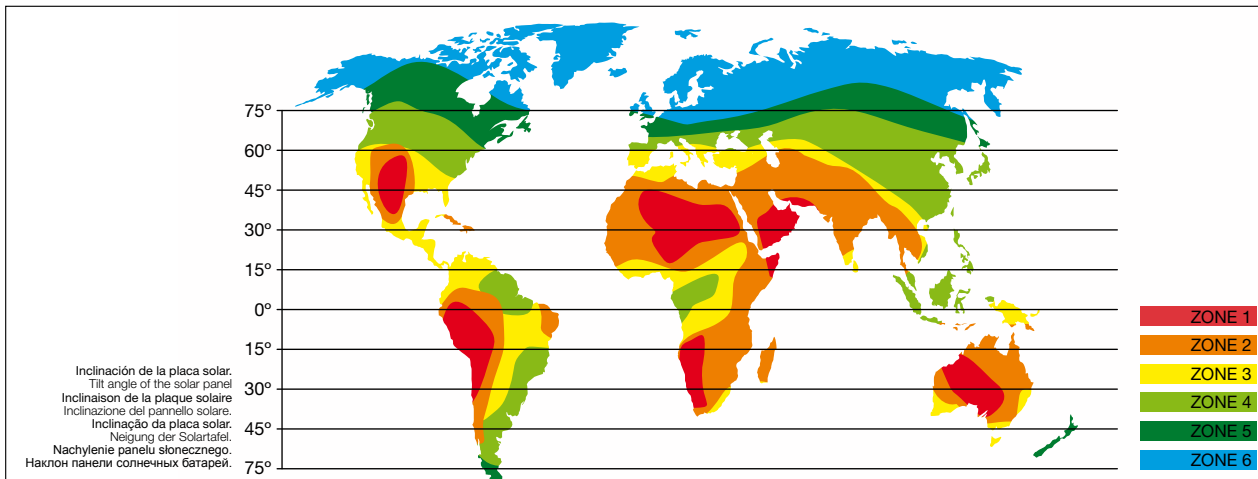 75º
60º
45º
30º
15º
0º
15º
30º
45º
75º
Inclinación de la placa solar.
Tilt angle of the solar panel
Inclinaison de la plaque solaire
Inclinazione del pannello solare.
Inclinação da placa solar.
Neigung der Solartafel.
Nachylenie panelu słonecznego.
Наклон панели солнечных батарей.
ZONE 1
ZONE 2
ZONE 3
ZONE 4
ZONE 5
ZONE 6